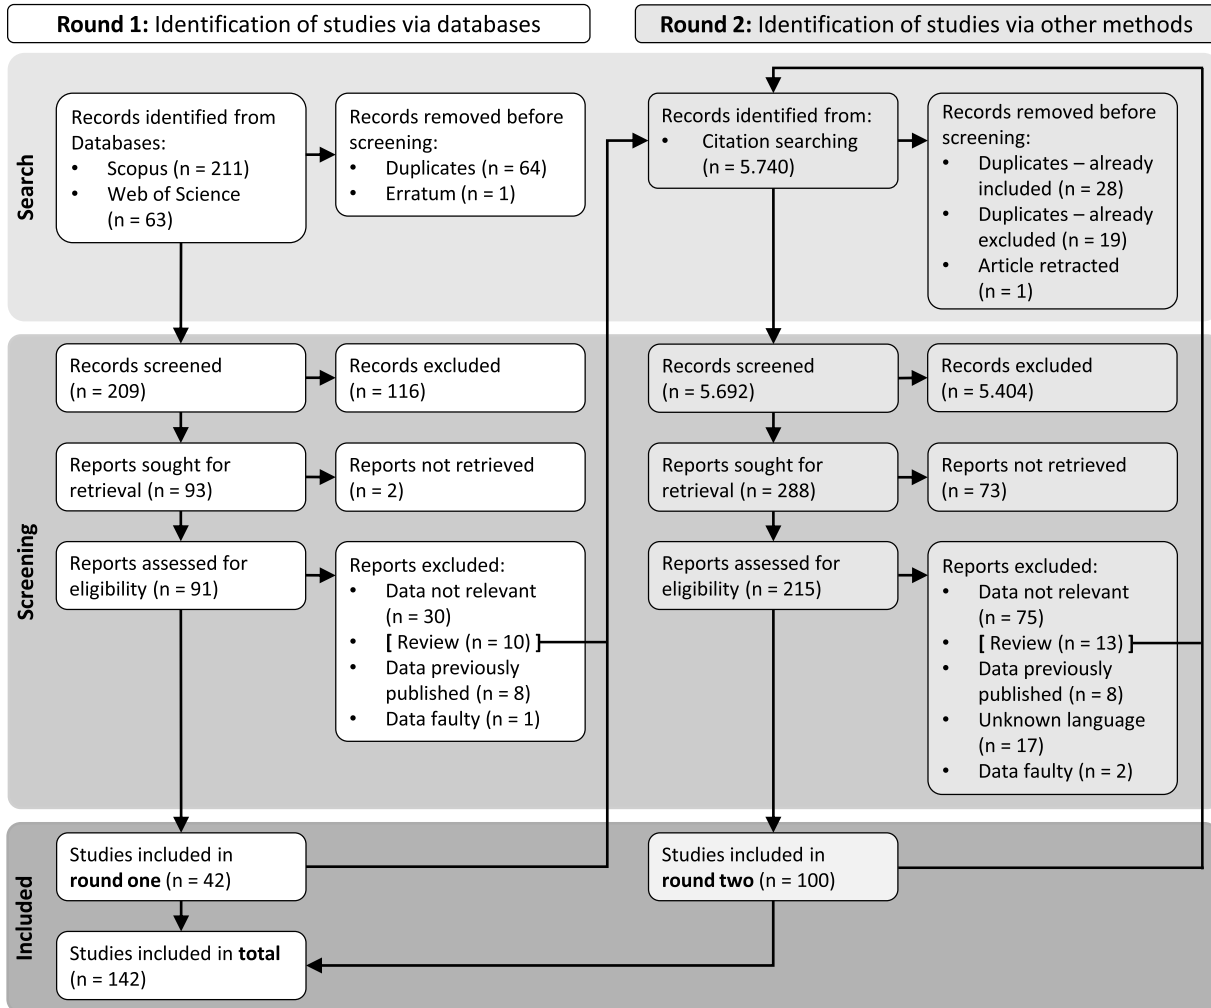 Round 1: Identification of studies via databases
Round 2: Identification of studies via other methods
Search
Records identified from
Databases:
• Scopus (n = 211)
• Web of Science
(n = 63)
Records removed before
screening:
• Duplicates (n = 64)
• Erratum (n = 1)
Records identified from:
• Citation searching
(n = 5.740)
Records removed before
screening:
• Duplicates – already
included (n = 28)
• Duplicates – already
excluded (n = 19)
• Article retracted
(n = 1)
Screening
Records screened
(n = 209)
Records excluded
(n = 116)
Records screened
(n = 5.692)
Records excluded
(n = 5.404)
Reports sought for
retrieval (n = 93)
Reports not retrieved
(n = 2)
Reports sought for
retrieval (n = 288)
Reports not retrieved
(n = 73)
Reports assessed for
eligibility (n = 91)
Reports excluded:
• Data not relevant
(n = 30)
• [ Review (n = 10) ]
• Data previously
published (n = 8)
• Data faulty (n = 1)
Reports assessed for
eligibility (n = 215)
Reports excluded:
• Data not relevant
(n = 75)
• [ Review (n = 13) ]
• Data previously
published (n = 8)
• Unknown language
(n = 17)
• Data faulty (n = 2)
Included
Studies included in
round one (n = 42)
Studies included in
round two (n = 100)
Studies included in total
(n = 142)